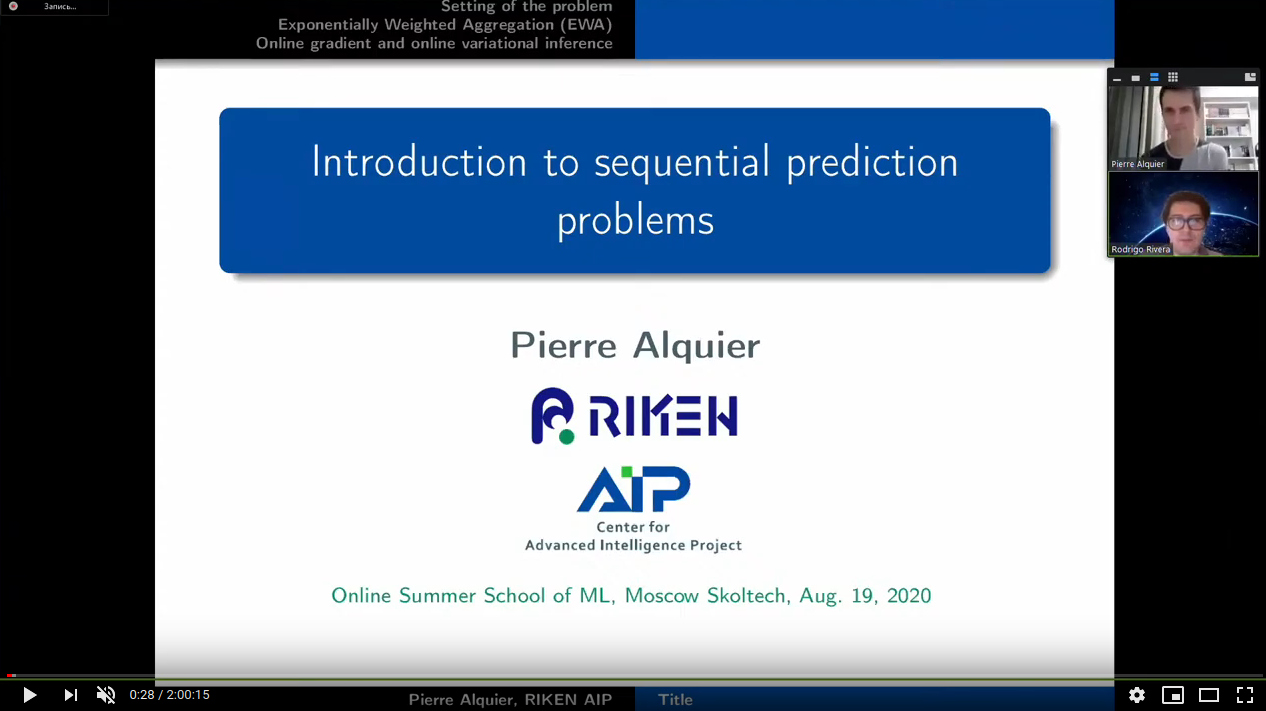 Запись...
Setting of the problem
Exponentially Weighted Aggregation (EWA)
Online gradient and online variational inference
Introduction to sequential prediction
problems
Pierre Alquier
Rodrigo Rivera
Pierre Alquier
RIKEN
AIP
Center for
Advanced Intelligence Project
Online Summer School of ML, Moscow Skoltech, Aug. 19, 2020
0:28 / 2:00:15
Pierre Alquier, RIKEN AIP
Title